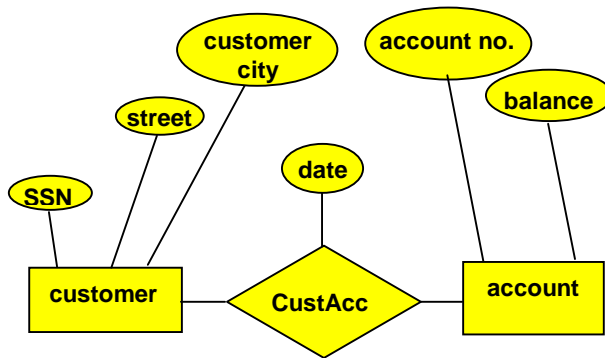 customer
city
account no.
street
balance
date
SSN
customer
CustAcc
account